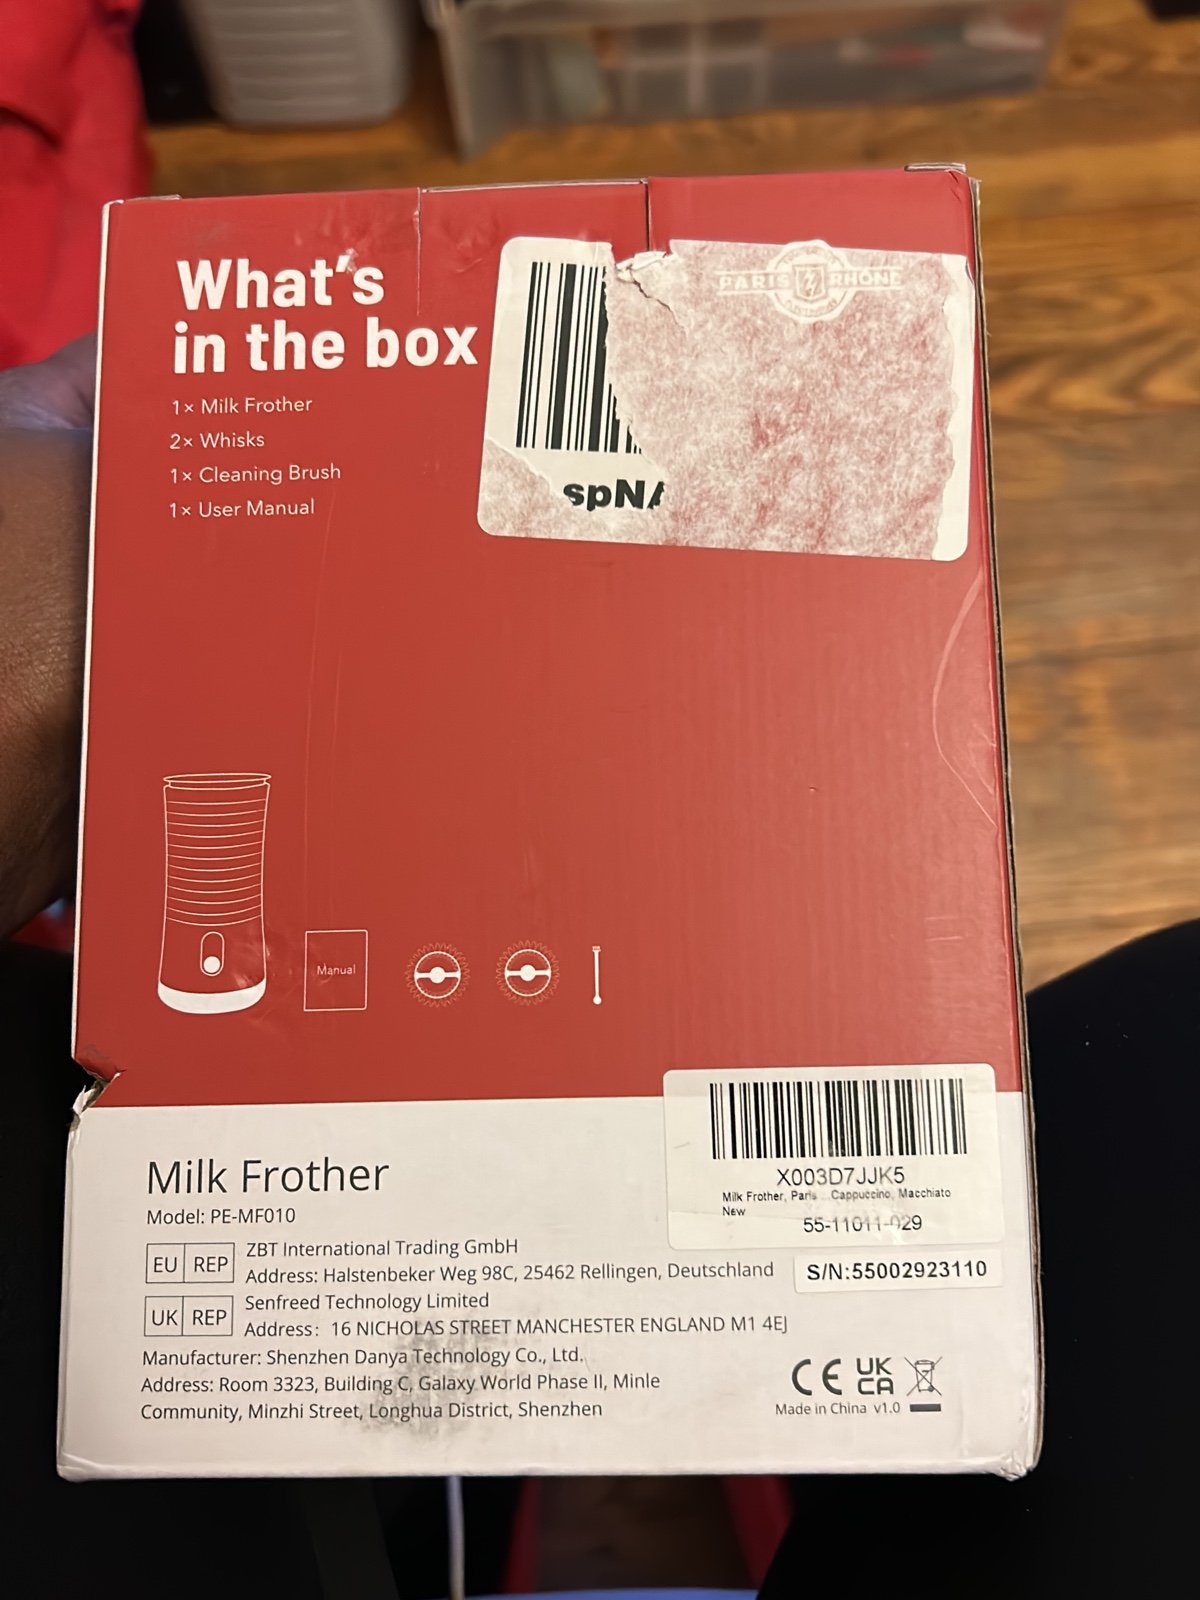 What's
in the box
1× Milk Frother
2× Whisks
1× Cleaning Brush
1× User Manual
PARIS RHÔNE
spNA
Manual
X003D7JJK5
Milk Frother, Paris ...Cappuccino, Macchiato
New
55-11011-029
Milk Frother
Model: PE-MF010
EU REP
ZBT International Trading GmbH
Address: Halstenbeker Weg 98C, 25462 Rellingen, Deutschland
S/N:55002923110
UK REP
Senfreed Technology Limited
Address: 16 NICHOLAS STREET MANCHESTER ENGLAND M1 4EJ
Manufacturer: Shenzhen Danya Technology Co., Ltd.
Address: Room 3323, Building C, Galaxy World Phase II, Minle
Community, Minzhi Street, Longhua District, Shenzhen
CE UK
CA
Made in China v1.0